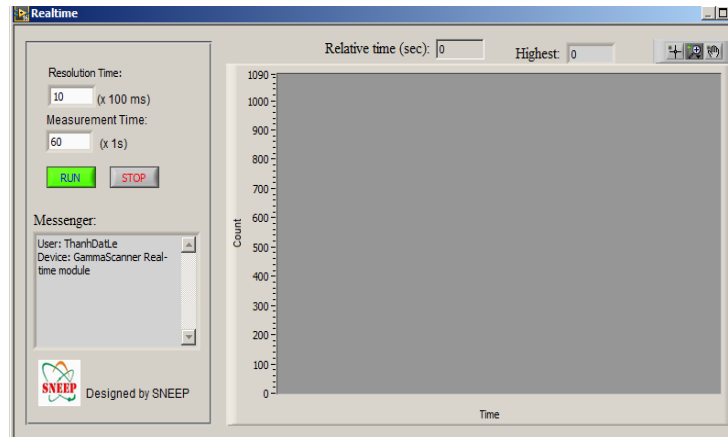 Realtime
Relative time (sec): 0
Highest: 0
Resolution Time:
10 (x 100 ms)
Measurement Time:
60 (x 1s)
RUN STOP
Messenger:
User: ThanhDatLe
Device: GammaScanner Real-
time module
SNEEP
Designed by SNEEP
1090
1000
900
800
700
600
500
400
300
200
100
0
Count
Time